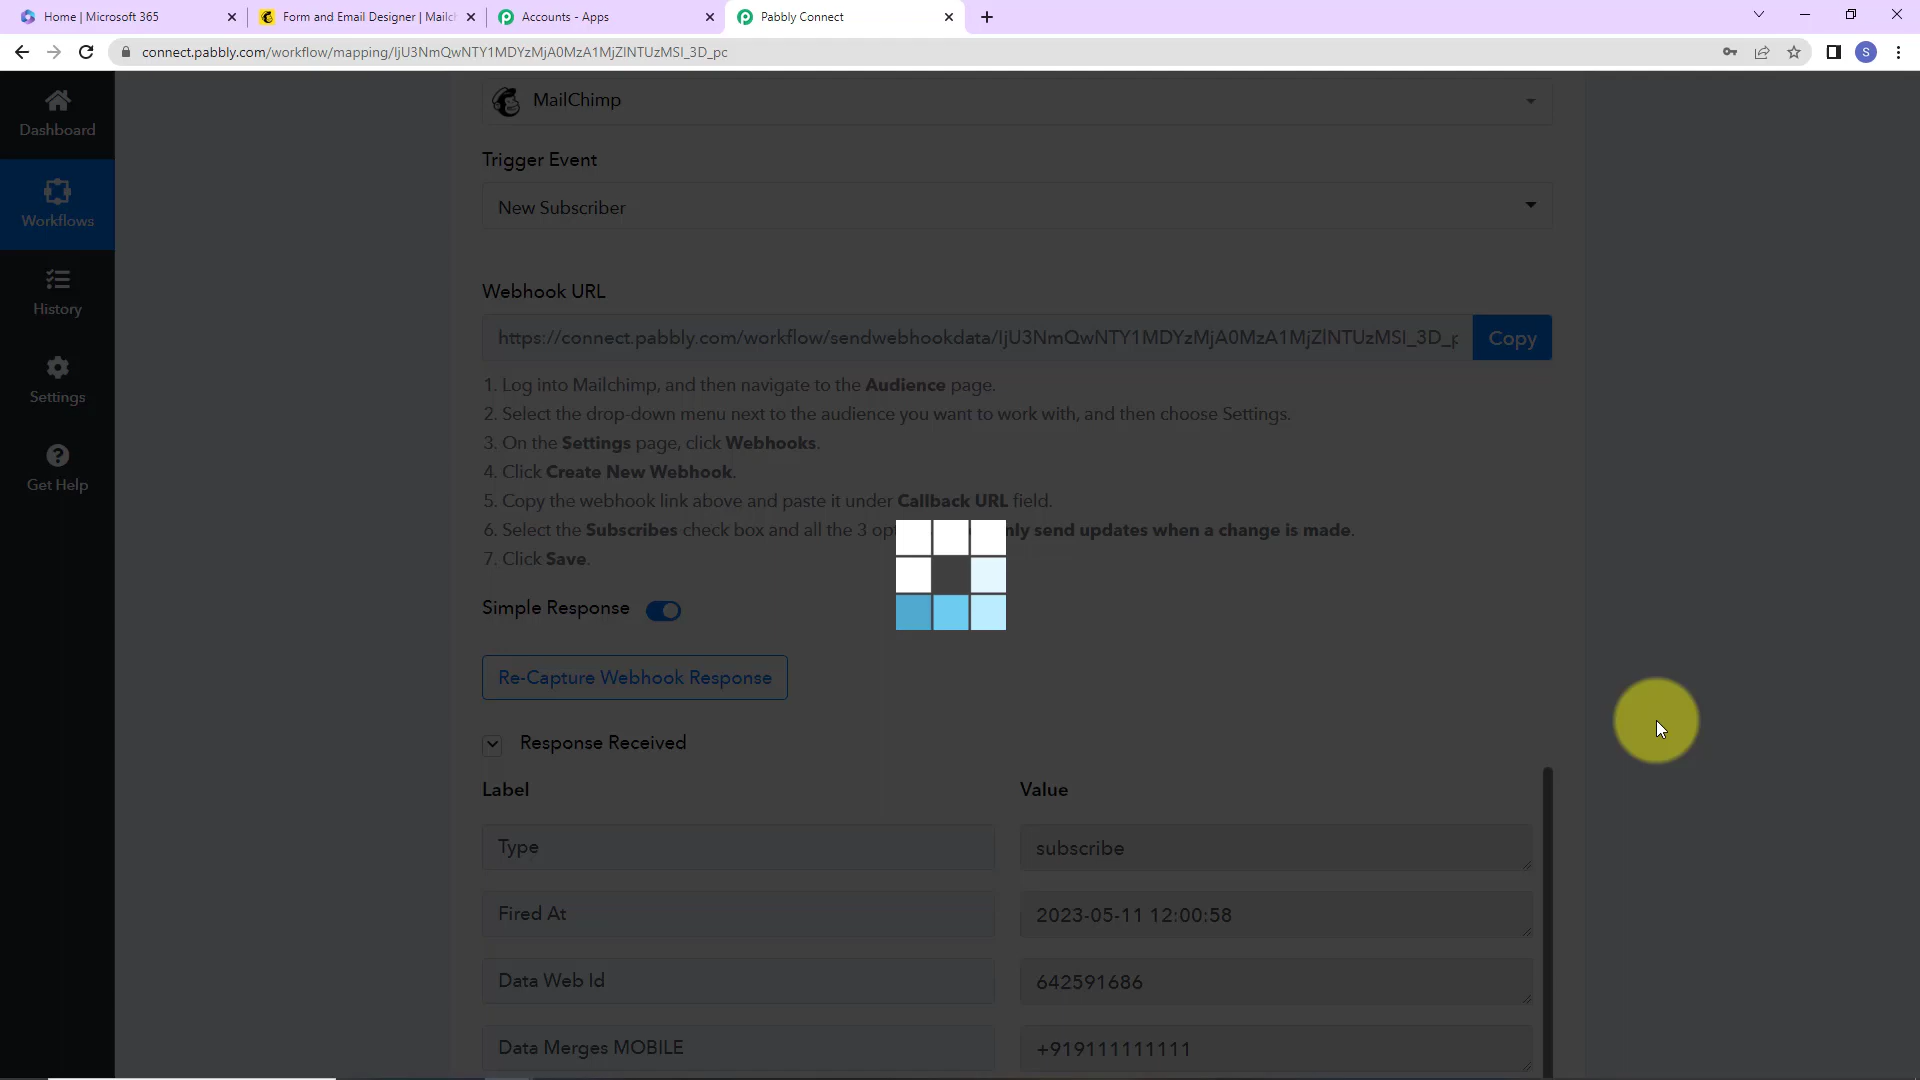 Home | Microsoft 365
Form and Email Designer | Mailch
Accounts - Apps
Pabbly Connect
connect.pabbly.com/workflow/mapping/IjU3NmQwNTY1MDYzMjA0MzA1MjZlNTUzMSI_3D_pc
S
Dashboard
Workflows
History
Settings
Get Help
MailChimp
Trigger Event
New Subscriber
Webhook URL
https://connect.pabbly.com/workflow/sendwebhookdata/IjU3NmQwNTY1MDYzMjA0MzA1MjZlNTUzMSI_3D_p
Copy
1. Log into Mailchimp, and then navigate to the Audience page.
2. Select the drop-down menu next to the audience you want to work with, and then choose Settings.
3. On the Settings page, click Webhooks.
4. Click Create New Webhook.
5. Copy the webhook link above and paste it under Callback URL field.
6. Select the Subscribes check box and all the 3 op nly send updates when a change is made.
7. Click Save.
Simple Response
Re-Capture Webhook Response
Response Received
Label Value
Type subscribe
Fired At 2023-05-11 12:00:58
Data Web Id 642591686
Data Merges MOBILE +919111111111